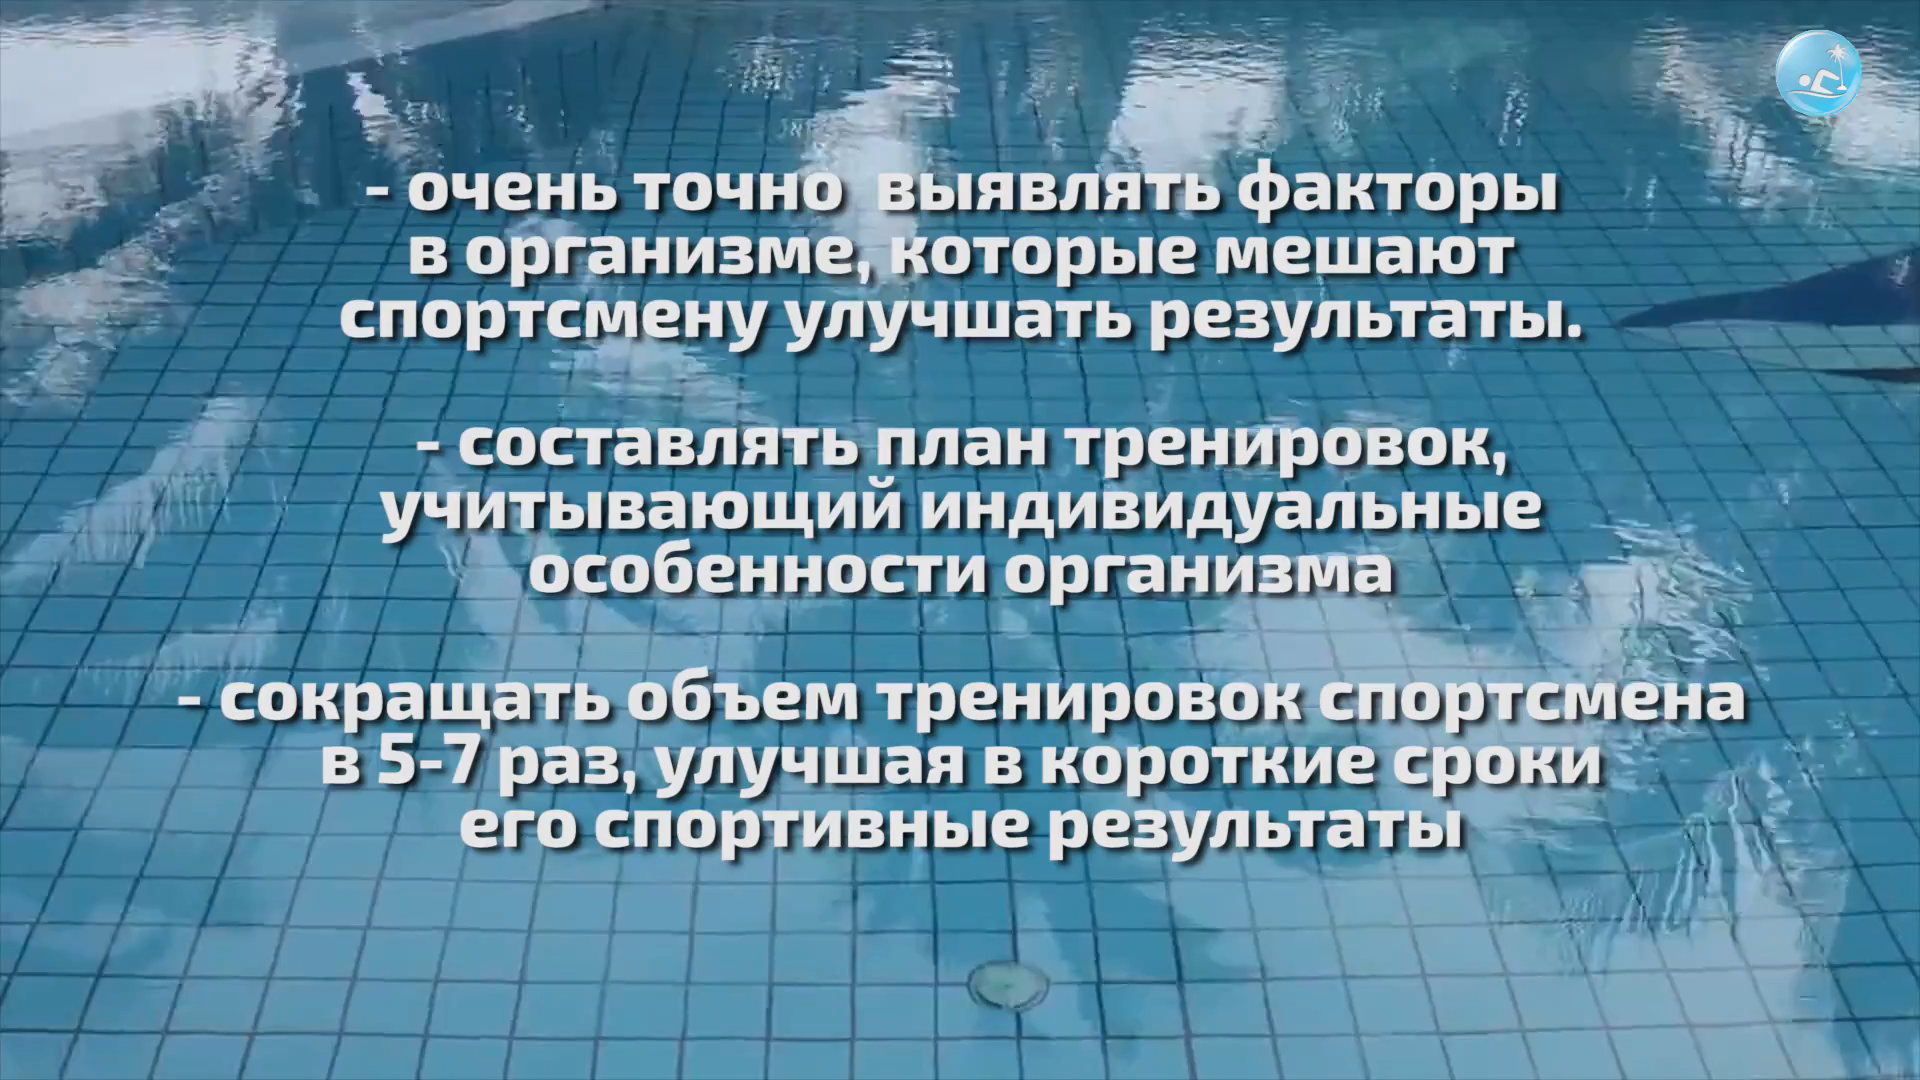 - очень точно выявлять факторы
в организме, которые мешают
спортсмену улучшать результаты.
- составлять план тренировок,
учитывающий индивидуальные
особенности организма
- сокращать объем тренировок спортсмена
в 5-7 раз, улучшая в короткие сроки
его спортивные результаты